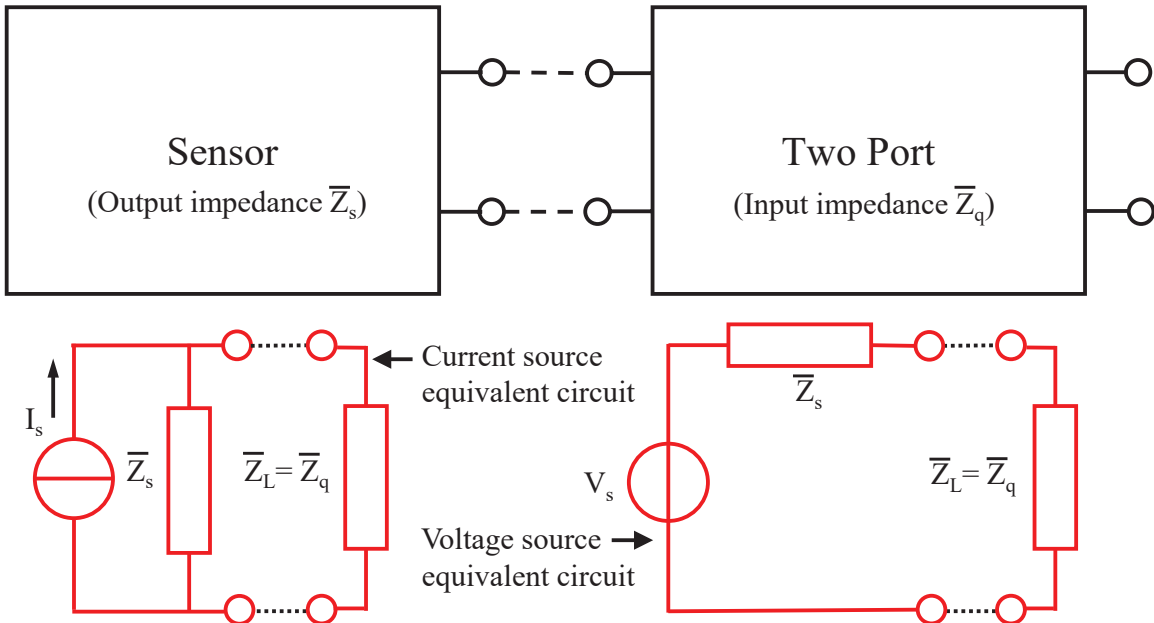 Sensor
(Output impedance Z̅s)
Two Port
(Input impedance Z̅q)
Is
Z̅s
Z̅L= Z̅q
Current source
equivalent circuit
Z̅s
Vs
Z̅L= Z̅q
Voltage source
equivalent circuit